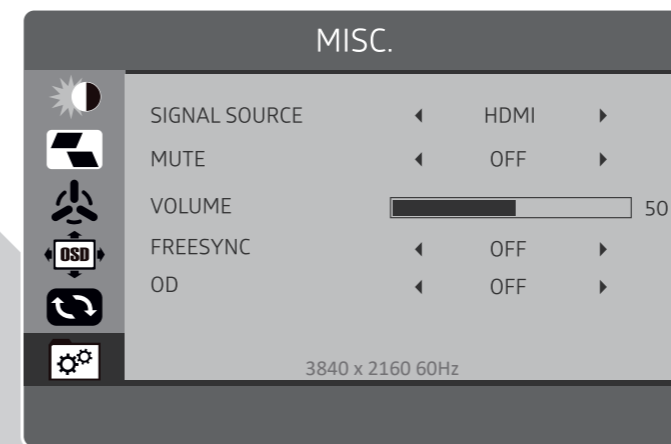 MISC.
SIGNAL SOURCE HDMI
MUTE OFF
VOLUME 50
FREESYNC OFF
OSD
OD OFF
3840 x 2160 60Hz